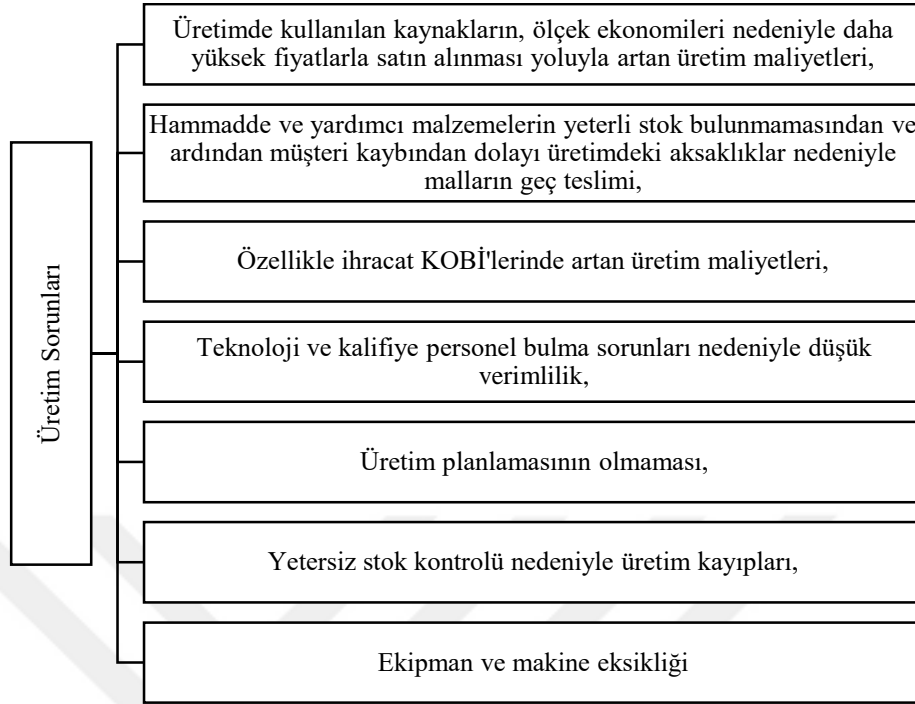 Üretim Sorunları
Üretimde kullanılan kaynakların, ölçek ekonomileri nedeniyle daha
yüksek fiyatlarla satın alınması yoluyla artan üretim maliyetleri,
Hammadde ve yardımcı malzemelerin yeterli stok bulunmamasından ve
ardından müşteri kaybından dolayı üretimdeki aksaklıklar nedeniyle
malların geç teslimi,
Özellikle ihracat KOBİ'lerinde artan üretim maliyetleri,
Teknoloji ve kalifiye personel bulma sorunları nedeniyle düşük
verimlilik,
Üretim planlamasının olmaması,
Yetersiz stok kontrolü nedeniyle üretim kayıpları,
Ekipman ve makine eksikliği